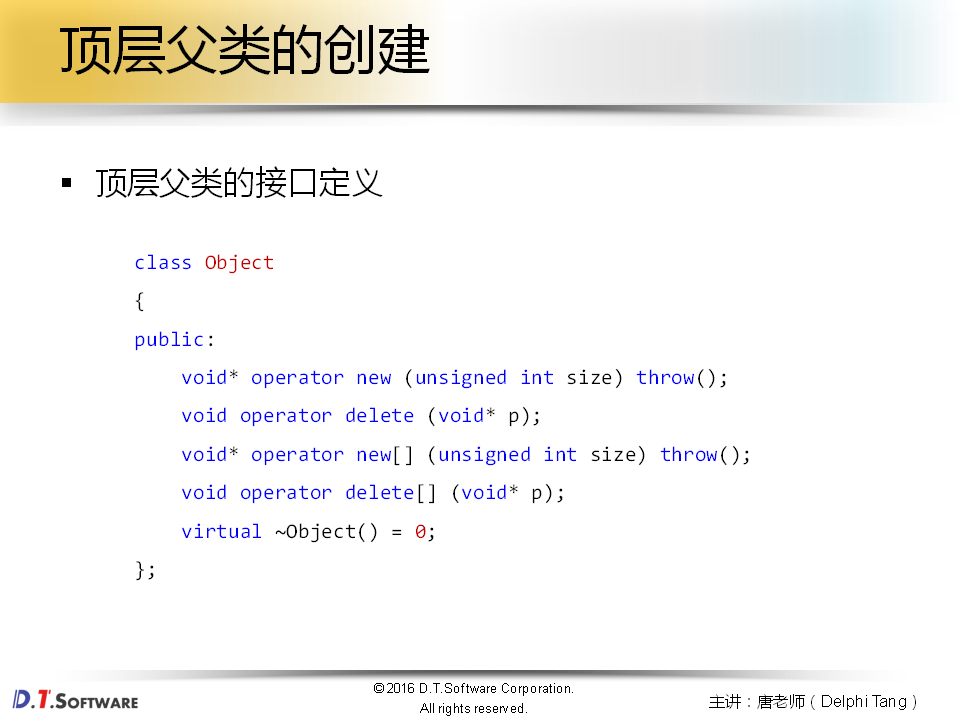 顶层父类的创建
▪ 顶层父类的接口定义
class Object
{
public:
    void* operator new (unsigned int size) throw();
    void operator delete (void* p);
    void* operator new[] (unsigned int size) throw();
    void operator delete[] (void* p);
    virtual ~Object() = 0;
};
D.T.SOFTWARE
©2016 D.T.Software Corporation.
All rights reserved.
主讲：唐老师（Delphi Tang）